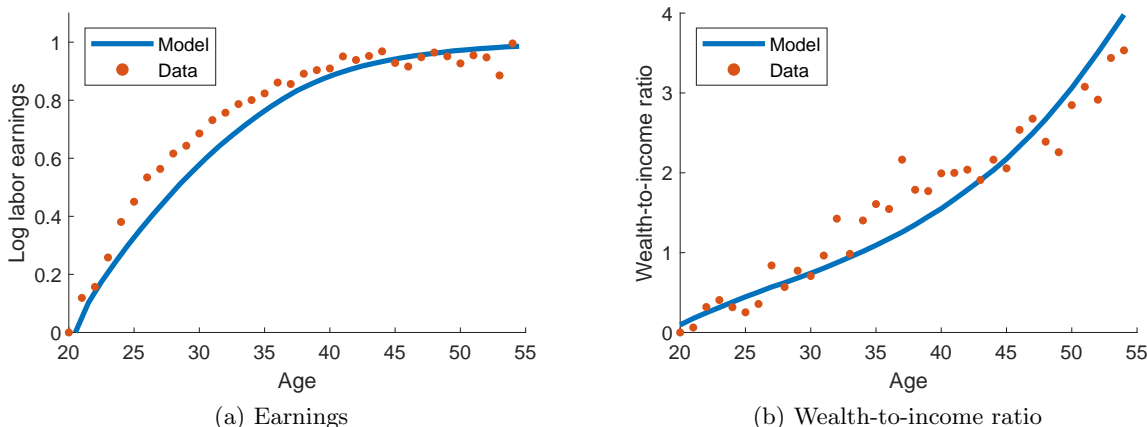 Log labor earnings
1
0.8
0.6
0.4
0.2
0
Model
Data
20 25 30 35 40 45 50 55
Age
(a) Earnings
Wealth-to-income ratio
4
3
2
1
0
Model
Data
20 25 30 35 40 45 50 55
Age
(b) Wealth-to-income ratio